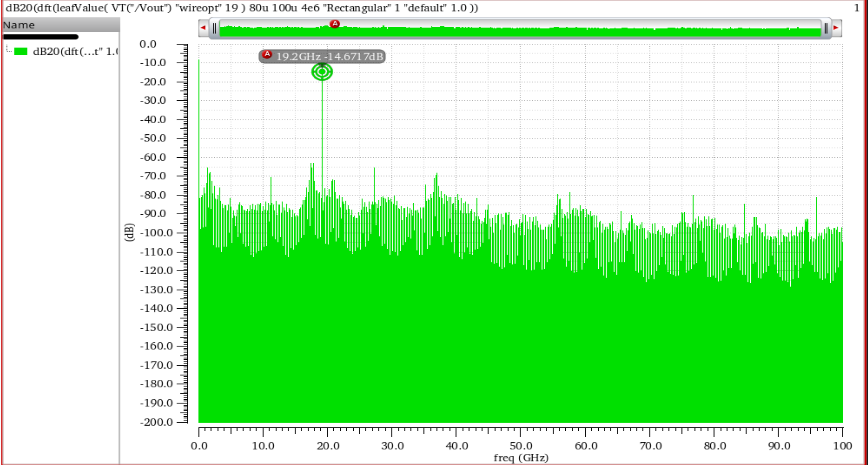 dB20(dft(leafValue( VT("/Vout") "wireopt" 19 ) 80u 100u 4e6 "Rectangular" 1 "default" 1.0 )) 1
Name
dB20(dft(...t" 1.0
A
A 19.2GHz -14.6717dB
0.0
-10.0
-20.0
-30.0
-40.0
-50.0
-60.0
-70.0
-80.0
-90.0
-100.0
-110.0
-120.0
-130.0
-140.0
-150.0
-160.0
-170.0
-180.0
-190.0
-200.0
(dB)
0.0 10.0 20.0 30.0 40.0 50.0 60.0 70.0 80.0 90.0 100
freq (GHz)